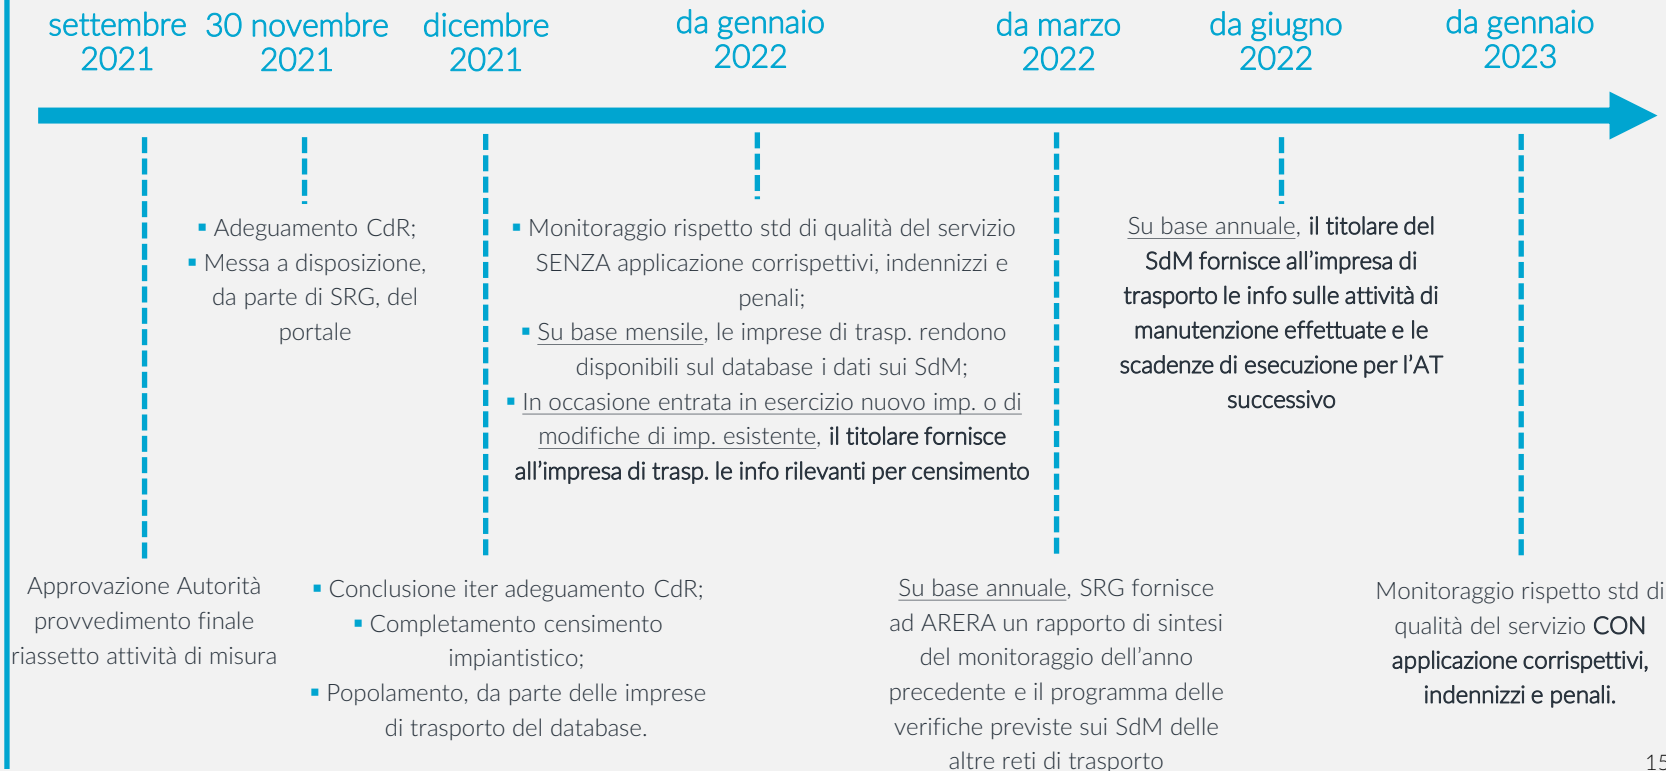 settembre
2021
30 novembre
2021
dicembre
2021
da gennaio
2022
da marzo
2022
da giugno
2022
da gennaio
2023
▪ Adeguamento CdR;
▪ Messa a disposizione,
da parte di SRG, del
portale
▪ Monitoraggio rispetto std di qualità del servizio
SENZA applicazione corrispettivi, indennizzi e
penali;
▪ Su base mensile, le imprese di trasp. rendono
disponibili sul database i dati sui SdM;
▪ In occasione entrata in esercizio nuovo imp. o di
modifiche di imp. esistente, il titolare fornisce
all'impresa di trasp. le info rilevanti per censimento
Su base annuale, il titolare del
SdM fornisce all'impresa di
trasporto le info sulle attività di
manutenzione effettuate e le
scadenze di esecuzione per l'AT
successivo
Approvazione Autorità
provvedimento finale
riassetto attività di misura
▪ Conclusione iter adeguamento CdR;
▪ Completamento censimento
impiantistico;
▪ Popolamento, da parte delle imprese
di trasporto del database.
Su base annuale, SRG fornisce
ad ARERA un rapporto di sintesi
del monitoraggio dell'anno
precedente e il programma delle
verifiche previste sui SdM delle
altre reti di trasporto
Monitoraggio rispetto std di
qualità del servizio CON
applicazione corrispettivi,
indennizzi e penali.
15